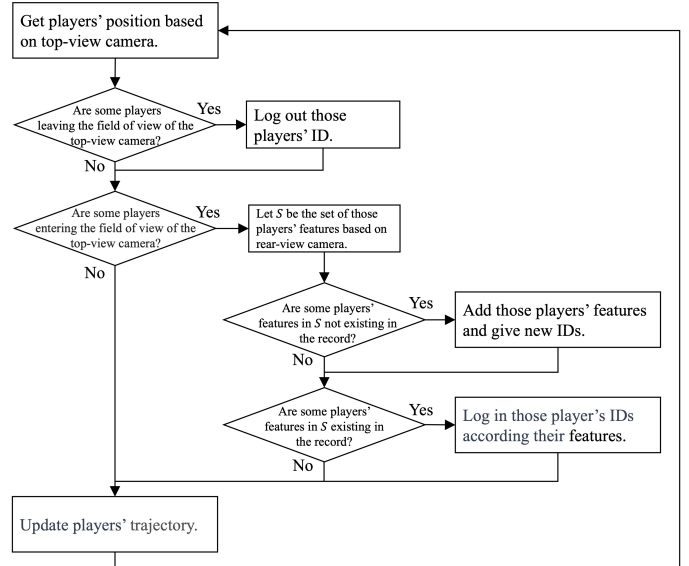 Get players' position based
on top-view camera.
Are some players
leaving the field of view of the
top-view camera?
Yes
Log out those
players' ID.
No
Are some players
entering the field of view of the
top-view camera?
Yes
Let S be the set of those
players' features based on
rear-view camera.
No
Are some players'
features in S not existing in
the record?
Yes
Add those players' features
and give new IDs.
No
Are some players'
features in S existing in
the record?
Yes
Log in those player's IDs
according their features.
No
Update players' trajectory.